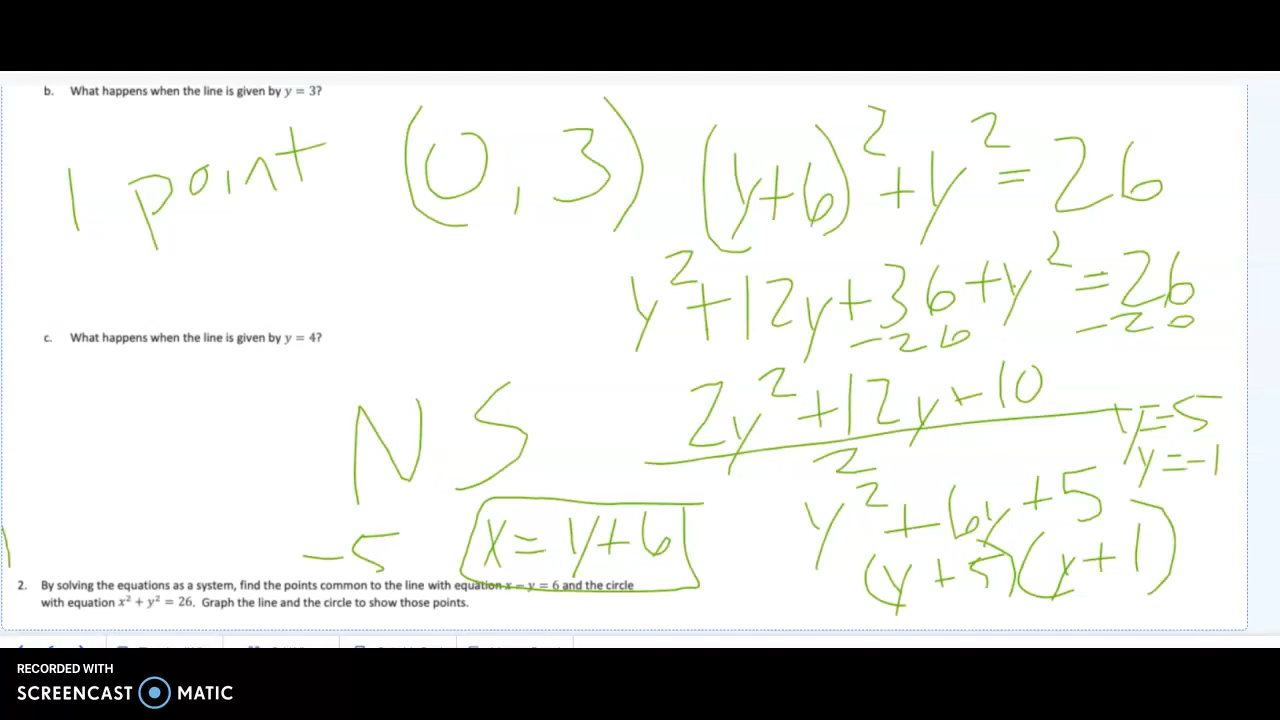 b. What happens when the line is given by y = 3?
1 point (0, 3)
(y+6)² + y² = 26
y² + 12y + 36 + y² = 26
-26 -26
c. What happens when the line is given by y = 4?
NS
2y² + 12y + 10
2
y = 5
y = -1
y² + 6y + 5
(y + 5)(y + 1)
-5
x = y + 6
2. By solving the equations as a system, find the points common to the line with equation x − y = 6 and the circle
with equation x² + y² = 26. Graph the line and the circle to show those points.
RECORDED WITH
SCREENCAST MATIC